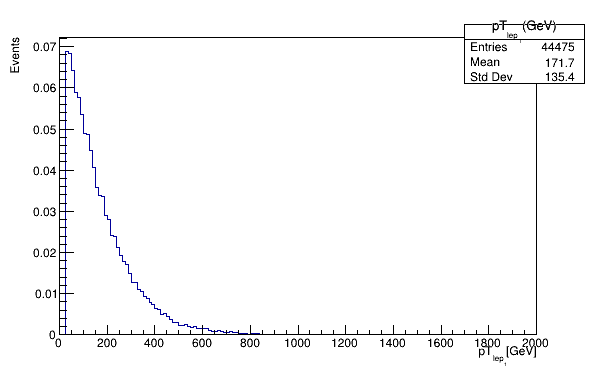 pT_lep_1 (GeV)
Entries 44475
Mean 171.7
Std Dev 135.4
Events
0.07
0.06
0.05
0.04
0.03
0.02
0.01
0
0 200 400 600 800 1000 1200 1400 1600 1800 2000
pT_lep_1 [GeV]